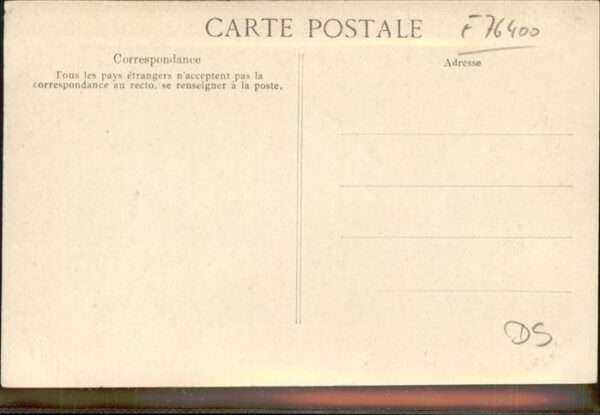 CARTE POSTALE F 76400
Correspondance
Adresse
Tous les pays étrangers n'acceptent pas la
correspondance au recto, se renseigner à la poste.
DS.